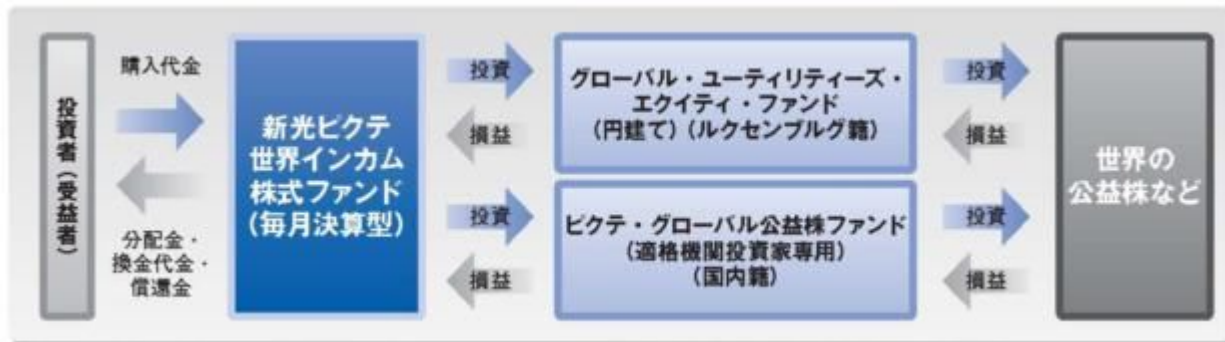 投資者（受益者）
購入代金
分配金・
換金代金・
償還金
新光ピクテ
世界インカム
株式ファンド
（毎月決算型）
投資
損益
投資
損益
グローバル・ユーティリティーズ・
エクイティ・ファンド
（円建て）（ルクセンブルグ籍）
ピクテ・グローバル公益株ファンド
（適格機関投資家専用）
（国内籍）
投資
損益
投資
損益
世界の
公益株など